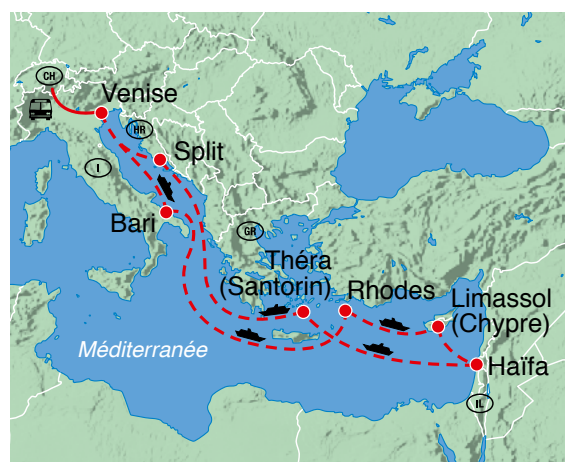 CH
Venise
HR
Split
I
Bari
GR
Théra
(Santorin)
Rhodes
Limassol
(Chypre)
Méditerranée
Haïfa
IL